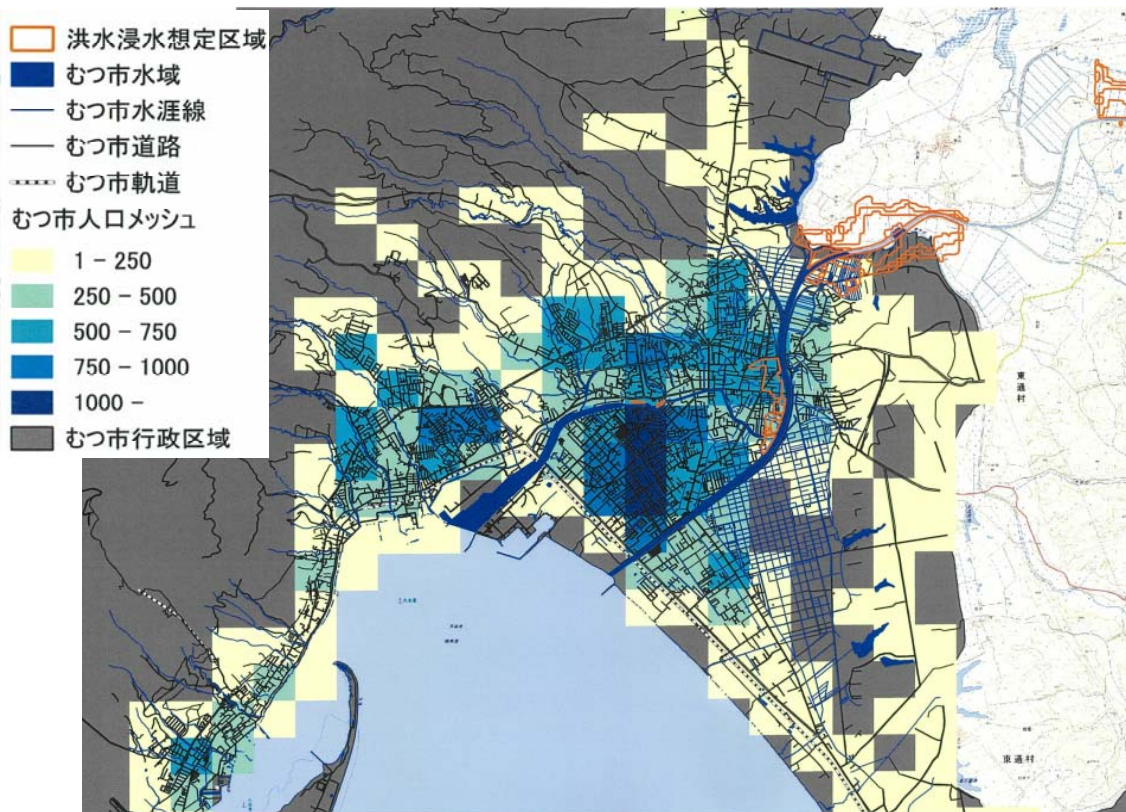 洪水浸水想定区域
むつ市水域
むつ市水涯線
むつ市道路
むつ市軌道
むつ市人口メッシュ
1 － 250
250 － 500
500 － 750
750 － 1000
1000 －
むつ市行政区域
東通村
東通村